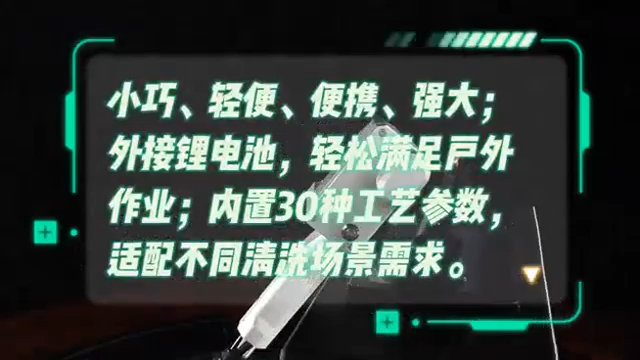 小巧、轻便、便携、强大；
外接锂电池，轻松满足户外
作业；内置30种工艺参数，
适配不同清洗场景需求。